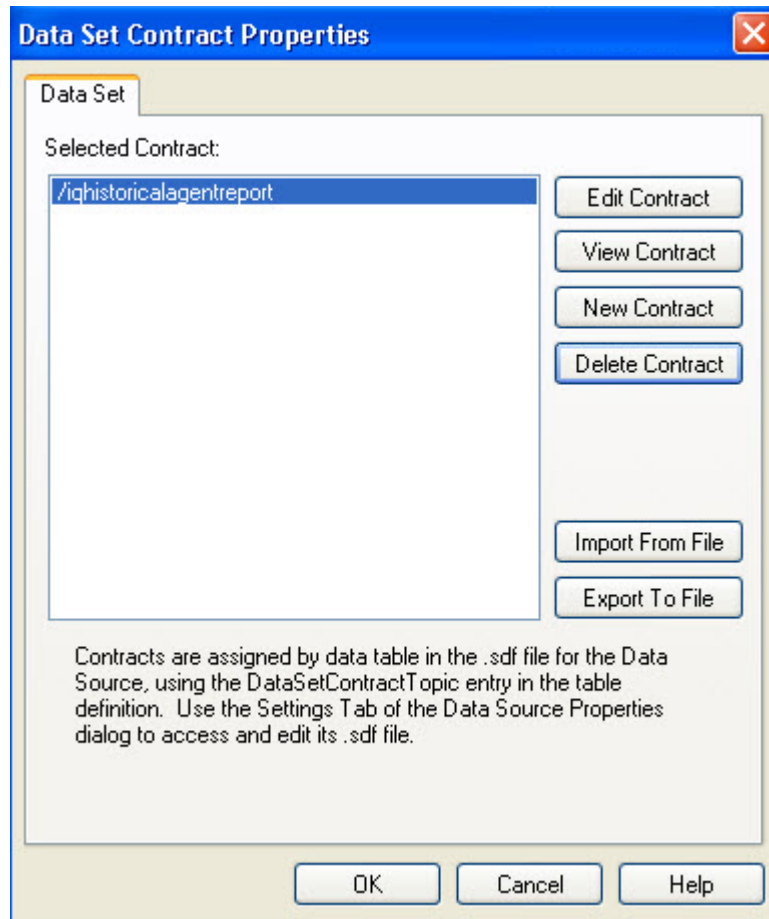 Data Set Contract Properties
Data Set
Selected Contract:
/iqhistoricalagentreport
Edit Contract
View Contract
New Contract
Delete Contract
Import From File
Export To File
Contracts are assigned by data table in the .sdf file for the Data
Source, using the DataSetContractTopic entry in the table
definition. Use the Settings Tab of the Data Source Properties
dialog to access and edit its .sdf file.
OK
Cancel
Help